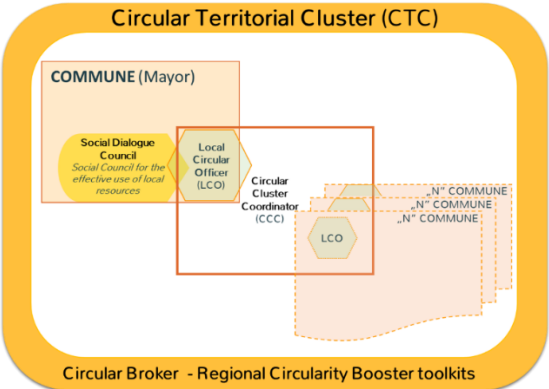 Circular Territorial Cluster (CTC)
COMMUNE (Mayor)
Social Dialogue
Council
Social Council for the
effective use of local
resources
Local
Circular
Officer
(LCO)
Circular
Cluster
Coordinator
(CCC)
„N" COMMUNE
„N" COMMUNE
„N" COMMUNE
LCO
Circular Broker - Regional Circularity Booster toolkits